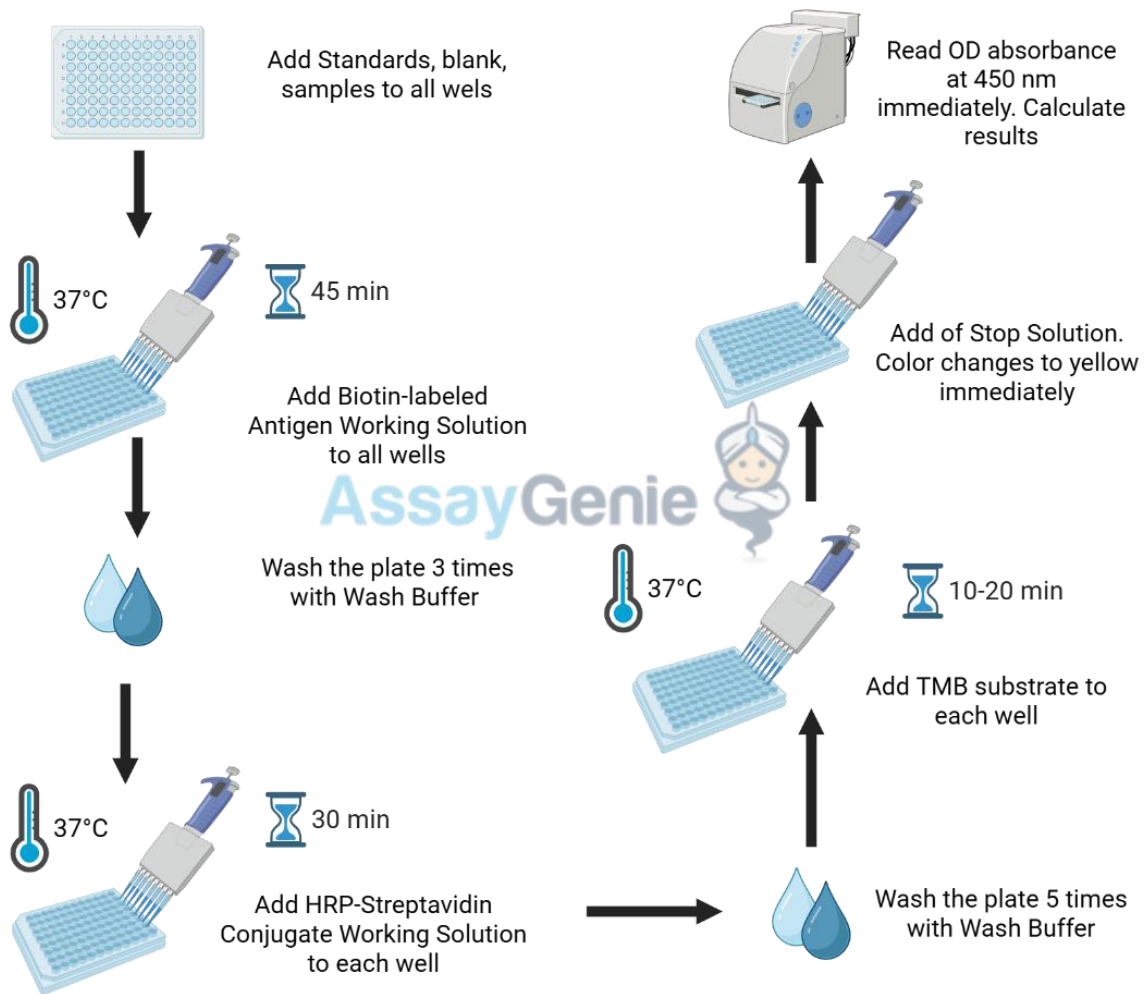 Add Standards, blank,
samples to all wels
37°C
45 min
Add Biotin-labeled
Antigen Working Solution
to all wells
Wash the plate 3 times
with Wash Buffer
37°C
30 min
Add HRP-Streptavidin
Conjugate Working Solution
to each well
Wash the plate 5 times
with Wash Buffer
37°C
10-20 min
Add TMB substrate to
each well
Add of Stop Solution.
Color changes to yellow
immediately
Read OD absorbance
at 450 nm
immediately. Calculate
results
AssayGenie